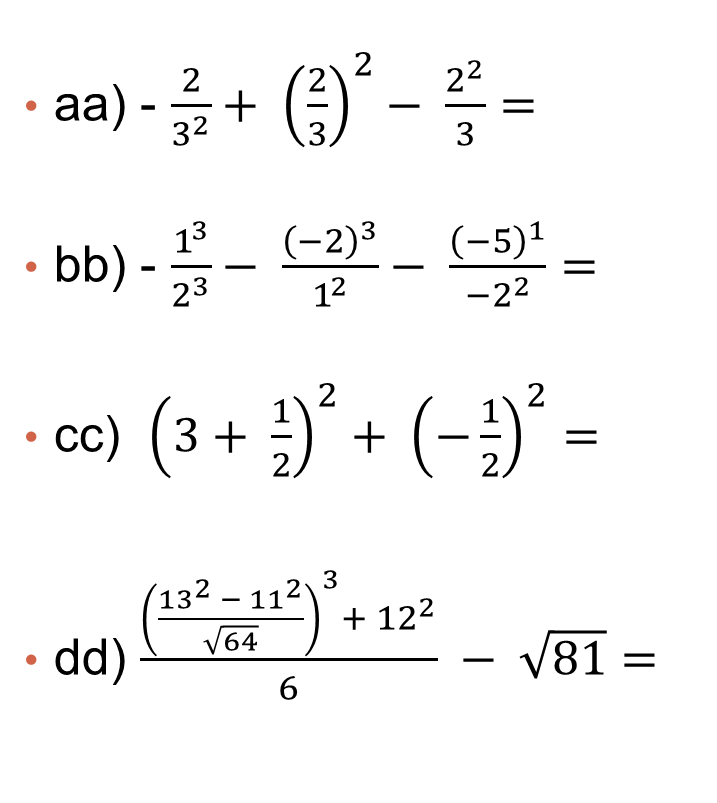 • aa) - 2/3² + (2/3)² − 2²/3 =
• bb) - 1³/2³ − (−2)³/1² − (−5)¹/−2² =
• cc) (3 + 1/2)² + (−1/2)² =
• dd) (((13² − 11²)/√64)³ + 12²)/6 − √81 =